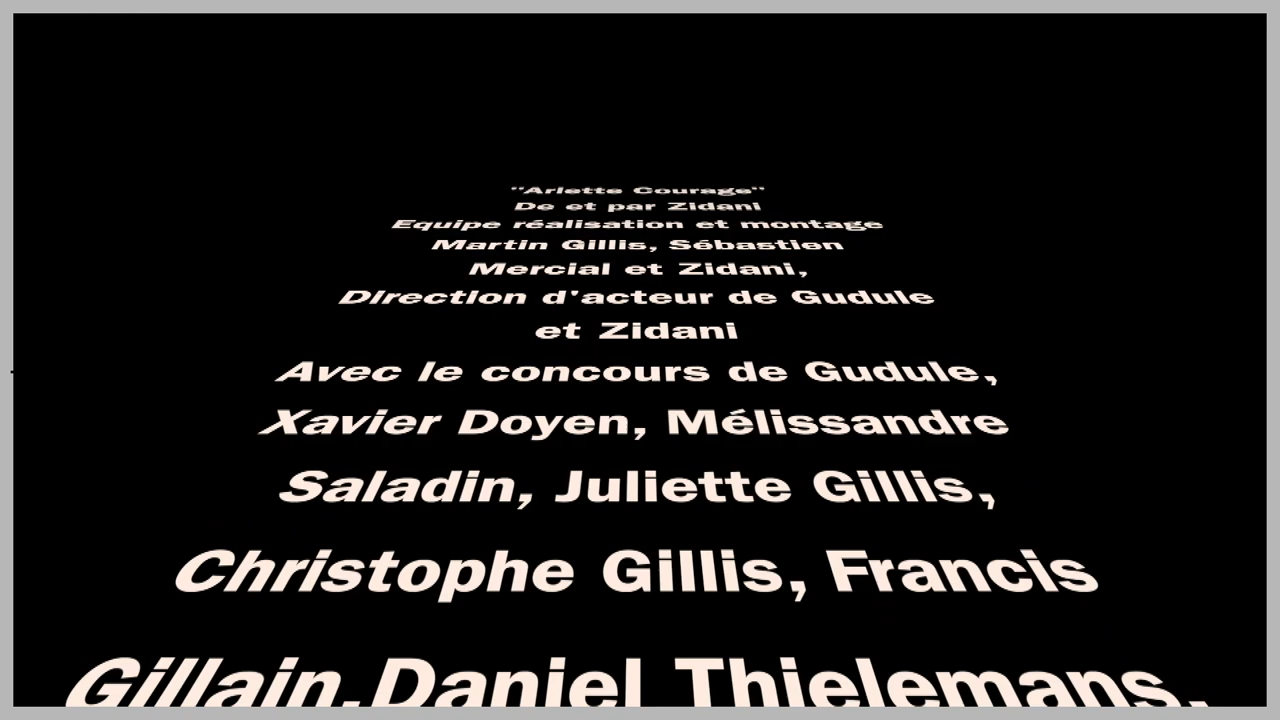 "Arlette Courage"
De et par Zidani
Equipe réalisation et montage
Martin Gillis, Sébastien
Mercial et Zidani,
Direction d'acteur de Gudule
et Zidani
Avec le concours de Gudule,
Xavier Doyen, Mélissandre
Saladin, Juliette Gillis,
Christophe Gillis, Francis
Gillain,Daniel Thielemans,